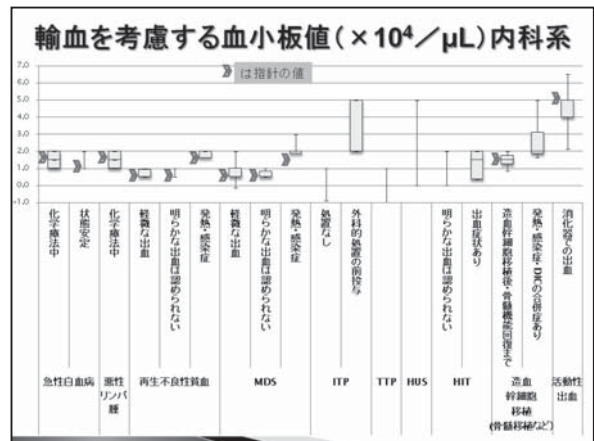 輸血を考慮する血小板値(×10⁴/μL)内科系
は指針の値
7.0
6.0
5.0
4.0
3.0
2.0
1.0
0.0
-1.0
化学療法中
状態安定
化学療法中
軽微な出血
明らかな出血は認められない
発熱・感染症
軽微な出血
明らかな出血は認められない
発熱・感染症
処置なし
外科的処置の前投与
明らかな出血は認められない
出血症状あり
造血幹細胞移植後・骨髄機能回復まで
発熱・感染症・DICの合併症あり
消化器での出血
急性白血病
悪性
リンパ
腫
再生不良性貧血
MDS
ITP
TTP
HUS
HIT
造血
幹細胞
移植
(骨髄移植など)
活動性
出血